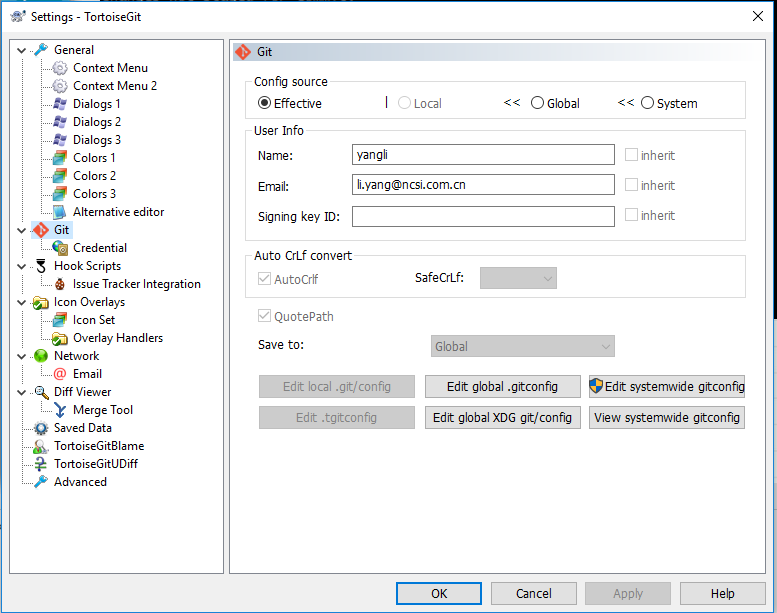 Settings - TortoiseGit
General
Context Menu
Context Menu 2
Dialogs 1
Dialogs 2
Dialogs 3
Colors 1
Colors 2
Colors 3
Alternative editor
Git
Credential
Hook Scripts
Issue Tracker Integration
Icon Overlays
Icon Set
Overlay Handlers
Network
Email
Diff Viewer
Merge Tool
Saved Data
TortoiseGitBlame
TortoiseGitUDiff
Advanced
Git
Config source
Effective | Local << Global << System
User Info
Name: yangli inherit
Email: li.yang@ncsi.com.cn inherit
Signing key ID: inherit
Auto CrLf convert
AutoCrlf SafeCrLf:
QuotePath
Save to: Global
Edit local .git/config Edit global .gitconfig Edit systemwide gitconfig
Edit .tgitconfig Edit global XDG git/config View systemwide gitconfig
OK Cancel Apply Help